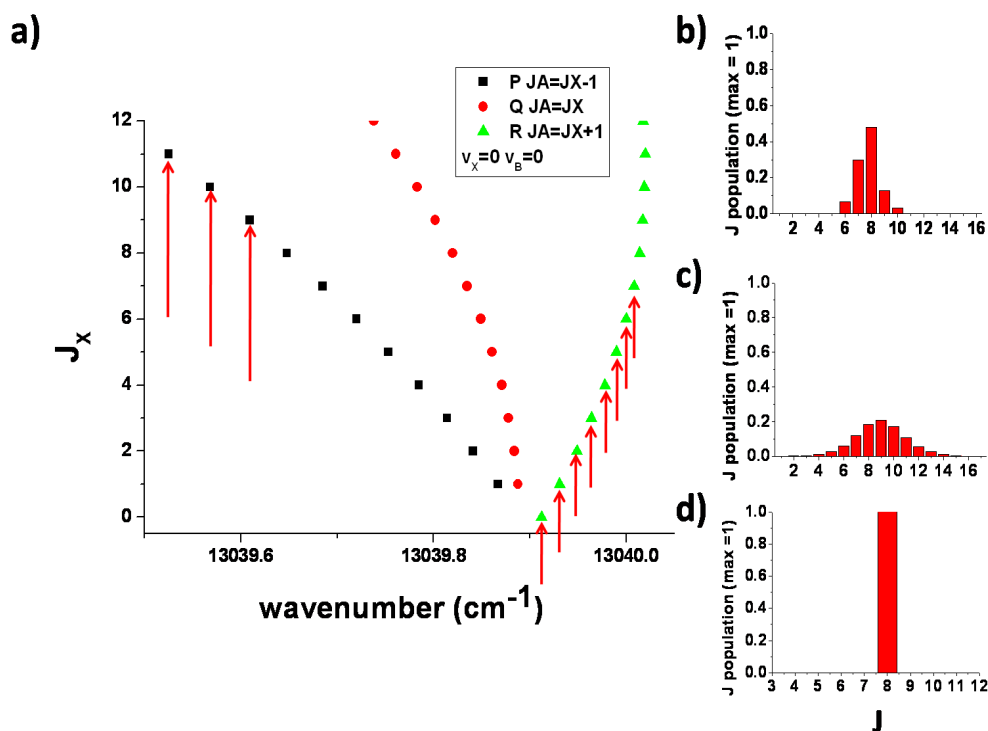 a)
P JA=JX-1
Q JA=JX
R JA=JX+1
v_X=0 v_B=0
12
10
8
6
4
2
0
J_X
13039.6 13039.8 13040.0
wavenumber (cm⁻¹)
b)
J population (max = 1)
1.0
0.8
0.6
0.4
0.2
0.0
2 4 6 8 10 12 14 16
c)
J population (max =1)
1.0
0.8
0.6
0.4
0.2
0.0
2 4 6 8 10 12 14 16
d)
J population (max =1)
1.0
0.8
0.6
0.4
0.2
0.0
3 4 5 6 7 8 9 10 11 12
J